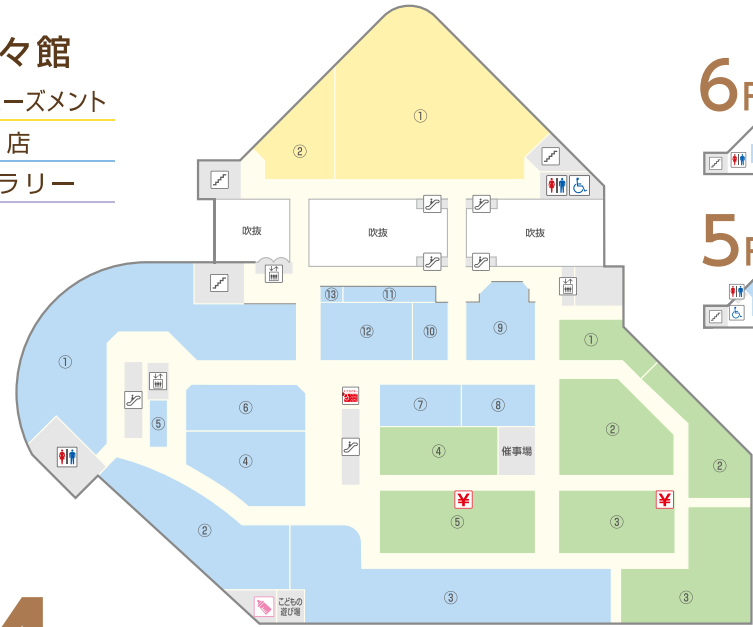 々館
ーズメント
店
ラリー
6F
5F
①
②
吹抜
吹抜
吹抜
⑬
⑪
⑫
⑩
⑨
①
①
⑤
⑥
④
⑦
⑧
④
催事場
②
②
⑤
③
②
③
③
こどもの
遊び場
4